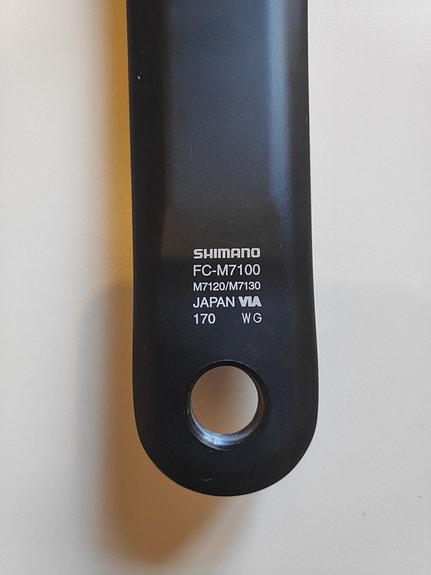 SHIMANO
FC-M7100
M7120/M7130
JAPAN VIA
170 WG